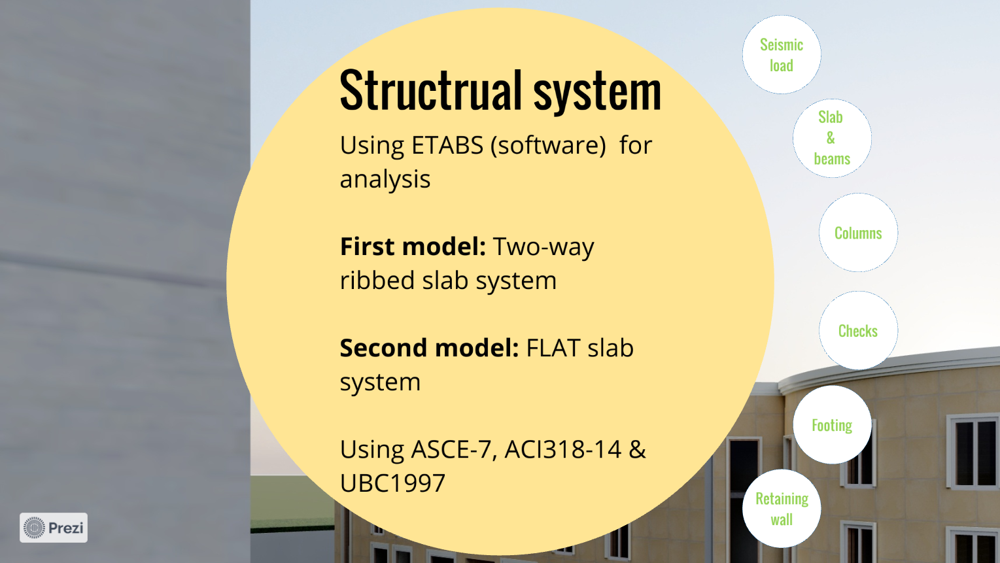 Structrual system
Using ETABS (software)  for
analysis
First model: Two-way
ribbed slab system
Second model: FLAT slab
system
Using ASCE-7, ACI318-14 &
UBC1997
Seismic
load
Slab
&
beams
Columns
Checks
Footing
Retaining
wall
Prezi